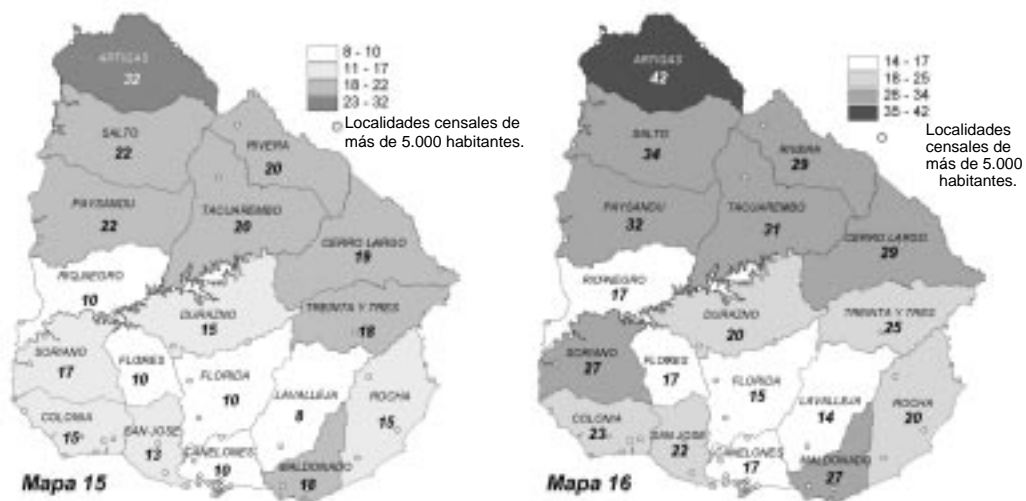 ARTIGAS
32
8 - 10
11 - 17
18 - 22
23 - 32
Localidades censales de
más de 5.000 habitantes.
SALTO
22
RIVERA
20
PAYSANDU
22
TACUAREMBO
20
CERRO LARGO
19
RIO NEGRO
10
DURAZNO
15
TREINTA Y TRES
18
SORIANO
17
FLORES
10
FLORIDA
10
LAVALLEJA
8
ROCHA
15
COLONIA
15
SAN JOSE
13
CANELONES
10
MALDONADO
18
Mapa 15
ARTIGAS
42
14 - 17
18 - 25
26 - 34
35 - 42
Localidades
censales de
más de 5.000
habitantes.
SALTO
34
RIVERA
29
PAYSANDU
32
TACUAREMBO
31
CERRO LARGO
29
RIO NEGRO
17
DURAZNO
20
TREINTA Y TRES
25
SORIANO
27
FLORES
17
FLORIDA
15
LAVALLEJA
14
ROCHA
20
COLONIA
23
SAN JOSE
22
17
MALDONADO
27
Mapa 16